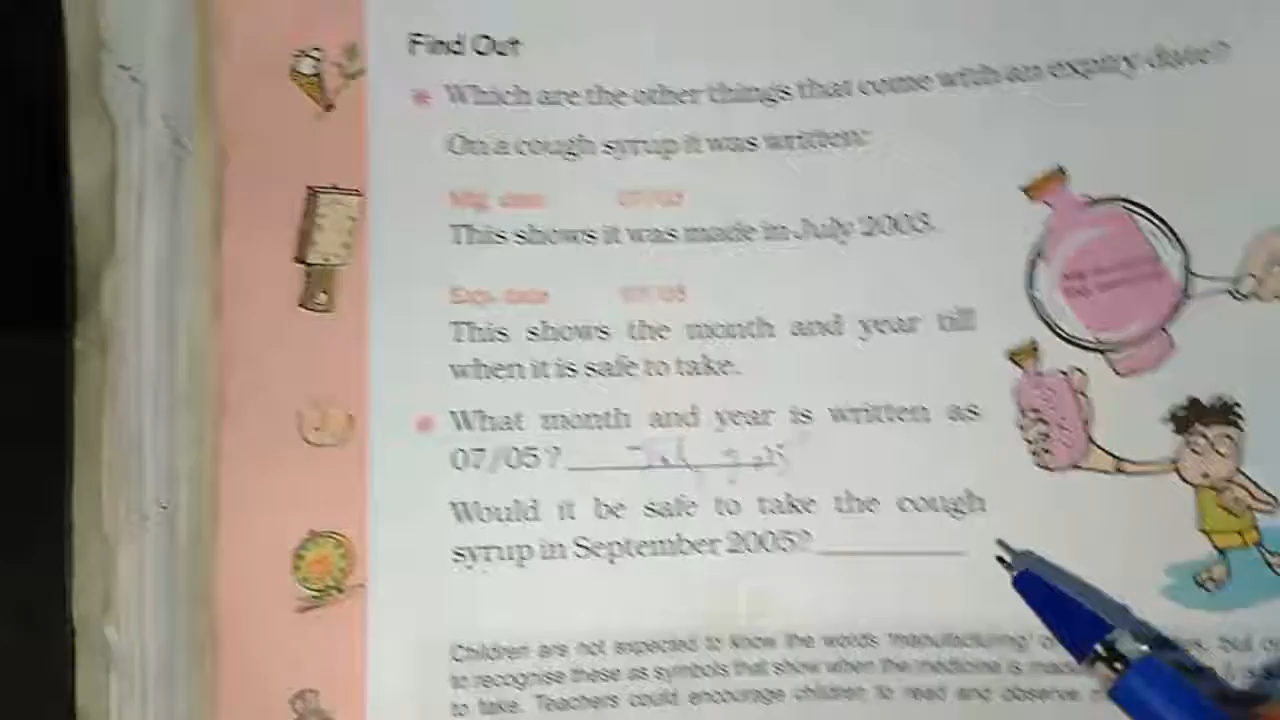 Find Out
Which are the other things that come with an expiry date?
On a cough syrup it was written:
Mfg. date 07/03
This shows it was made in July 2003.
Exp. date 07/05
This shows the month and year till
when it is safe to take.
What month and year is written as
07/05?
Would it be safe to take the cough
syrup in September 2005?
Children are not expected to know the words 'manufacturing' but
to recognise these as symbols that show when the medicine is
to take. Teachers could encourage children to read and observe